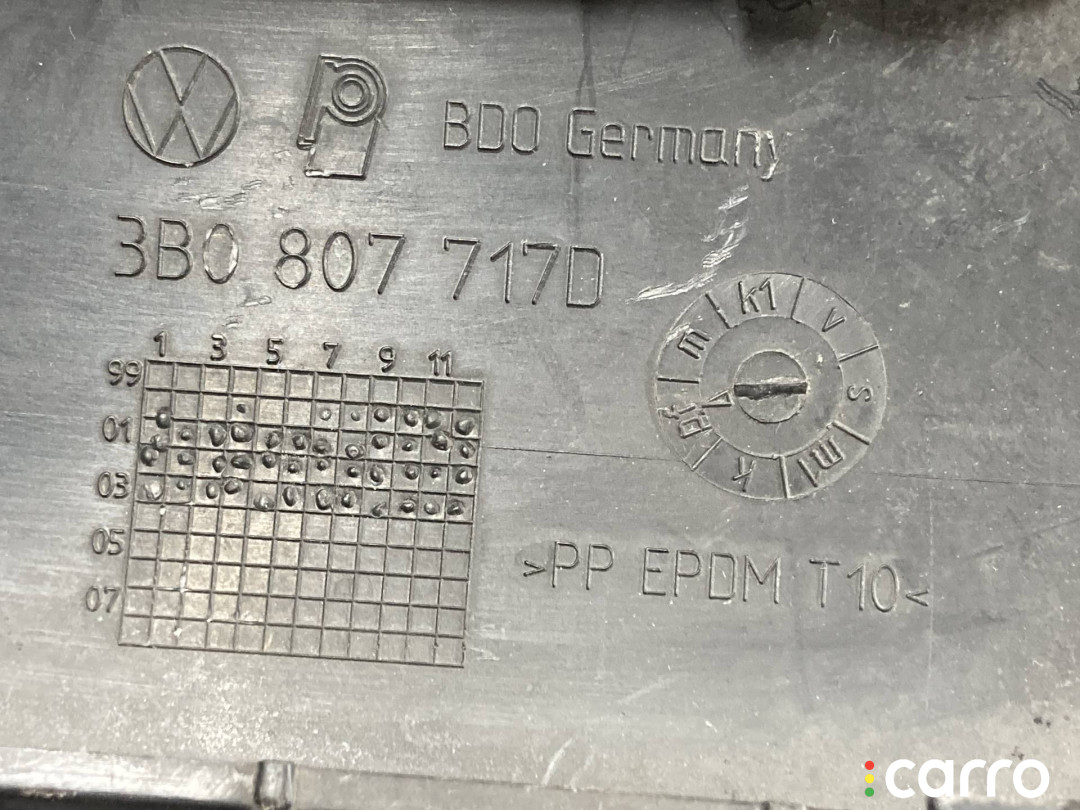 BDO Germany
3B0 807 717D
1 3 5 7 9 11
99
01
03
05
07
m k1 v s m1 k
>PP EPDM T10<
carro